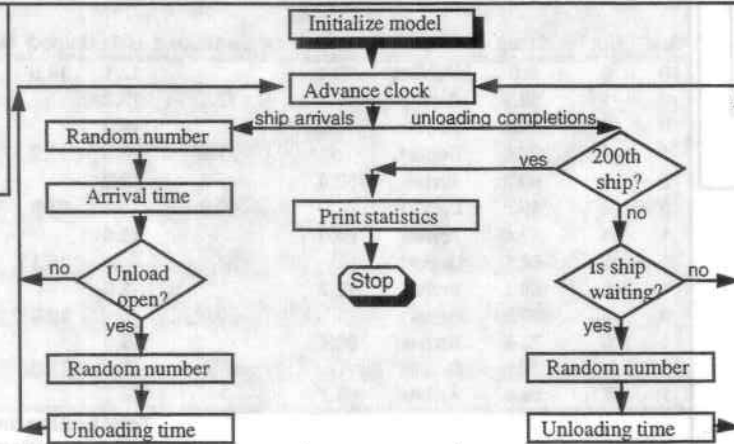 Initialize model
Advance clock
ship arrivals
unloading completions
Random number
Arrival time
Unload
open?
no
yes
Random number
Unloading time
yes
200th
ship?
no
Print statistics
Stop
Is ship
waiting?
no
yes
Random number
Unloading time